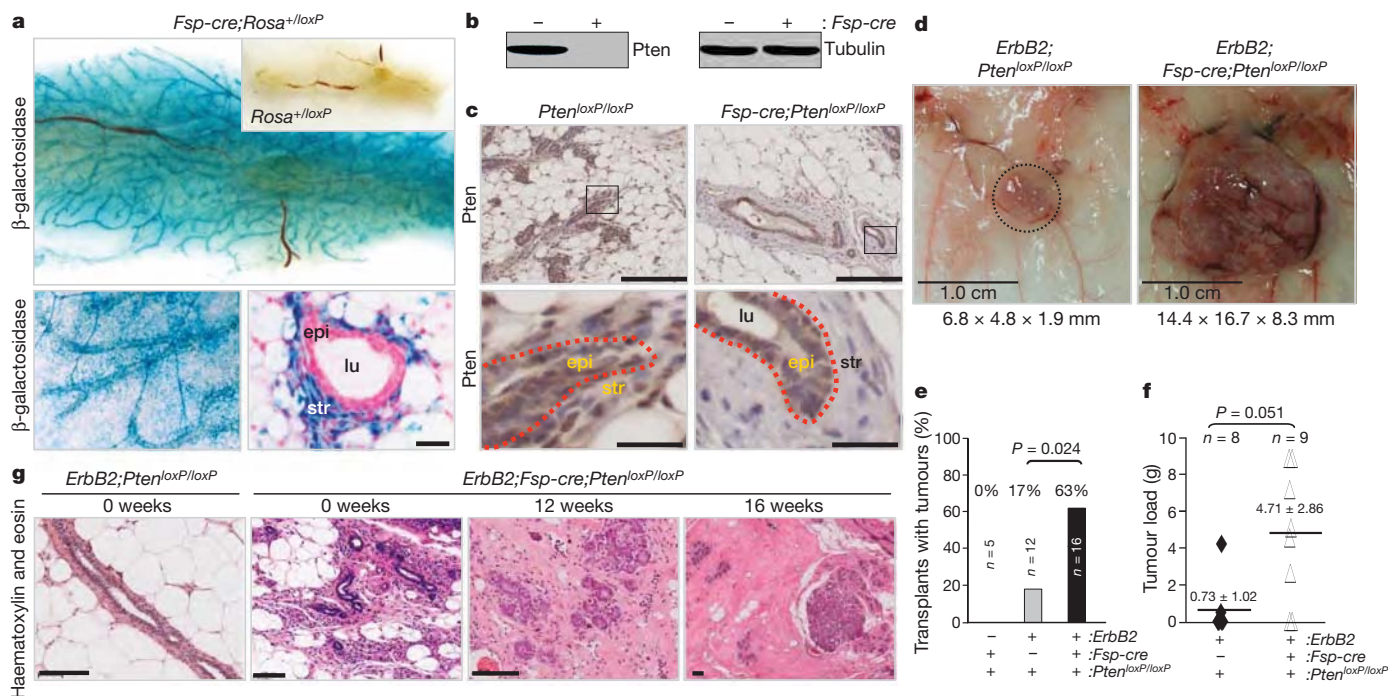 a
Fsp-cre;Rosa+/loxP
β-galactosidase
Rosa+/loxP
β-galactosidase
epi
lu
str
b
– + – + : Fsp-cre
Pten Tubulin
c
PtenloxP/loxP Fsp-cre;PtenloxP/loxP
Pten
Pten
epi
str
lu
epi
str
d
ErbB2; ErbB2;
PtenloxP/loxP Fsp-cre;PtenloxP/loxP
1.0 cm 1.0 cm
6.8 × 4.8 × 1.9 mm 14.4 × 16.7 × 8.3 mm
e
Transplants with tumours (%)
P = 0.024
100
80
60
40
20
0
0% 17% 63%
n = 5 n = 12 n = 16
– + + :ErbB2
+ – + :Fsp-cre
+ + + :PtenloxP/loxP
f
P = 0.051
n = 8 n = 9
Tumour load (g)
10
8
6
4
2
0
4.71 ± 2.86
0.73 ± 1.02
+ + :ErbB2
– + :Fsp-cre
+ + :PtenloxP/loxP
g
ErbB2;PtenloxP/loxP ErbB2;Fsp-cre;PtenloxP/loxP
0 weeks 0 weeks 12 weeks 16 weeks
Haematoxylin and eosin